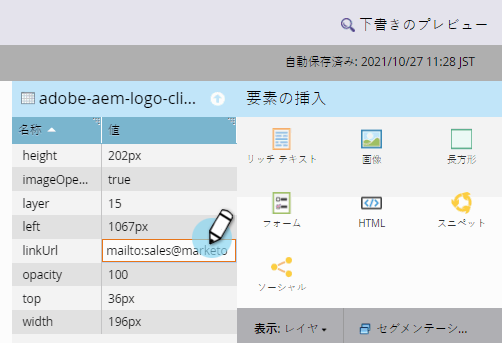 下書きのプレビュー
自動保存済み: 2021/10/27 11:28 JST
adobe-aem-logo-cli...
名称 値
height 202px
imageOpe... true
layer 15
left 1067px
linkUrl mailto:sales@marketo
opacity 100
top 36px
width 196px
要素の挿入
リッチ テキスト 画像 長方形
フォーム HTML スニペット
ソーシャル
表示: レイヤ セグメンテーシ...